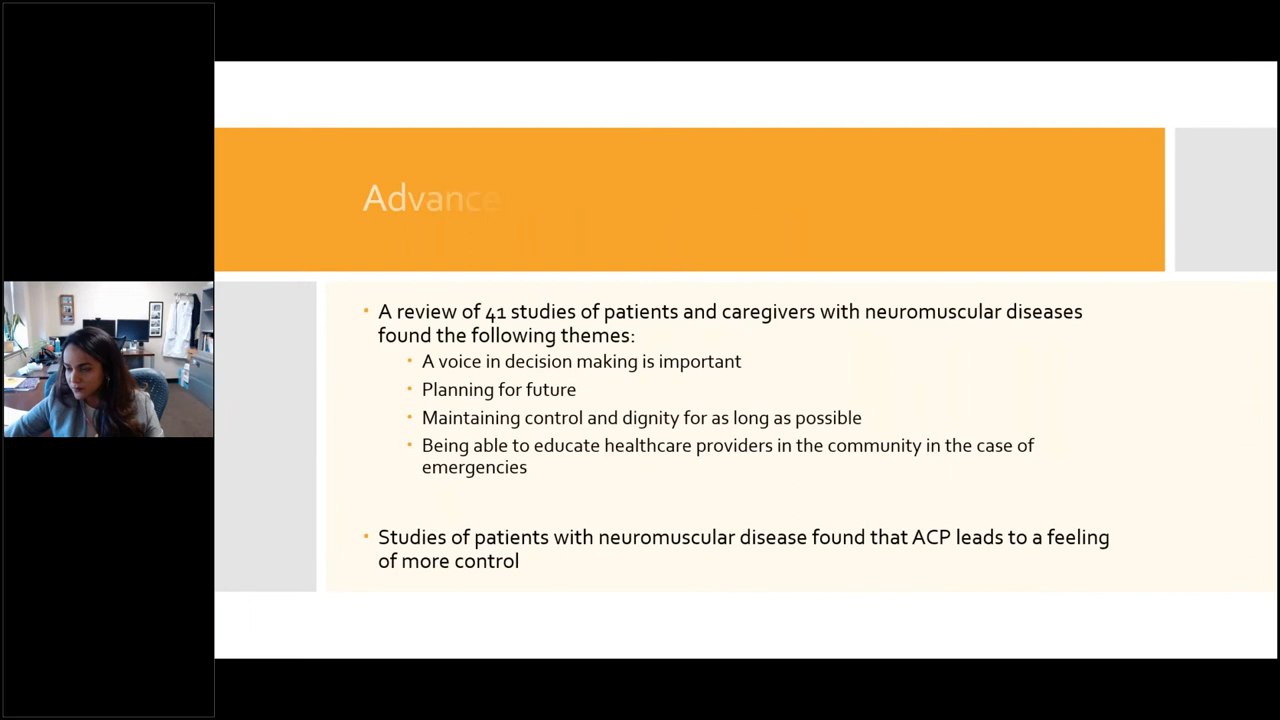 Advance
• A review of 41 studies of patients and caregivers with neuromuscular diseases
found the following themes:
• A voice in decision making is important
• Planning for future
• Maintaining control and dignity for as long as possible
• Being able to educate healthcare providers in the community in the case of
emergencies
• Studies of patients with neuromuscular disease found that ACP leads to a feeling
of more control